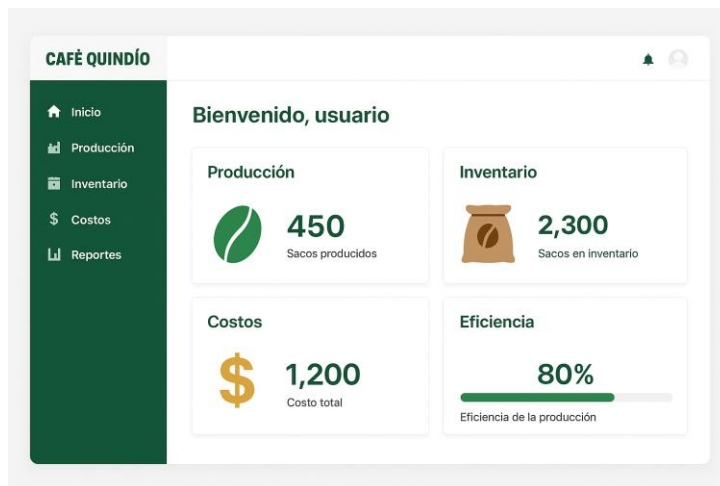 CAFĖ QUINDÍO
Inicio
Producción
Inventario
$ Costos
Reportes
Bienvenido, usuario
Producción
450
Sacos producidos
Inventario
2,300
Sacos en inventario
Costos
$
1,200
Costo total
Eficiencia
80%
Eficiencia de la producción